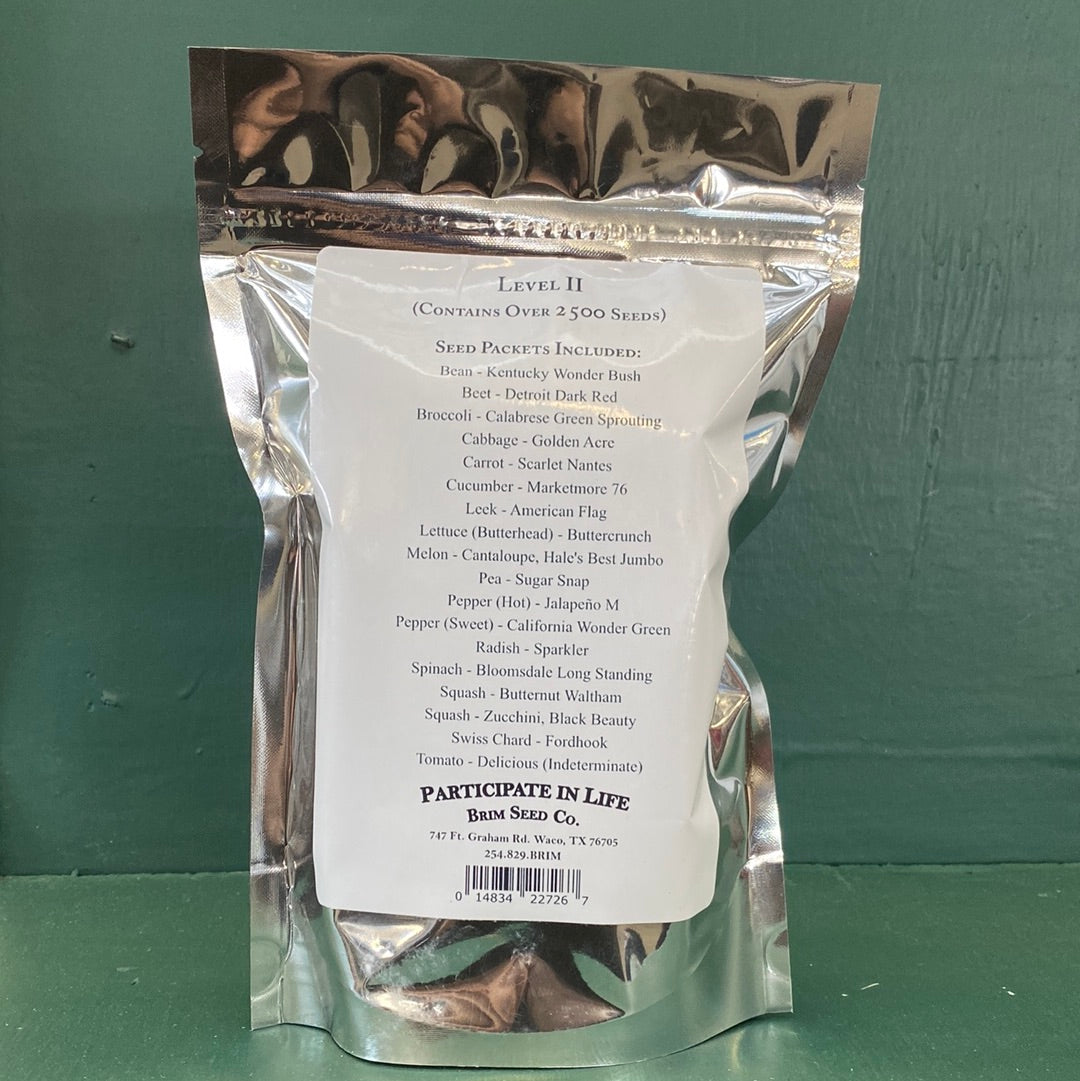 Level II
(Contains Over 2500 Seeds)
Seed Packets Included:
Bean - Kentucky Wonder Bush
Beet - Detroit Dark Red
Broccoli - Calabrese Green Sprouting
Cabbage - Golden Acre
Carrot - Scarlet Nantes
Cucumber - Marketmore 76
Leek - American Flag
Lettuce (Butterhead) - Buttercrunch
Melon - Cantaloupe, Hale's Best Jumbo
Pea - Sugar Snap
Pepper (Hot) - Jalapeño M
Pepper (Sweet) - California Wonder Green
Radish - Sparkler
Spinach - Bloomsdale Long Standing
Squash - Butternut Waltham
Squash - Zucchini, Black Beauty
Swiss Chard - Fordhook
Tomato - Delicious (Indeterminate)
Participate in Life
Brim Seed Co.
747 Ft. Graham Rd. Waco, TX 76705
254.829.BRIM
0 14834 22726 7